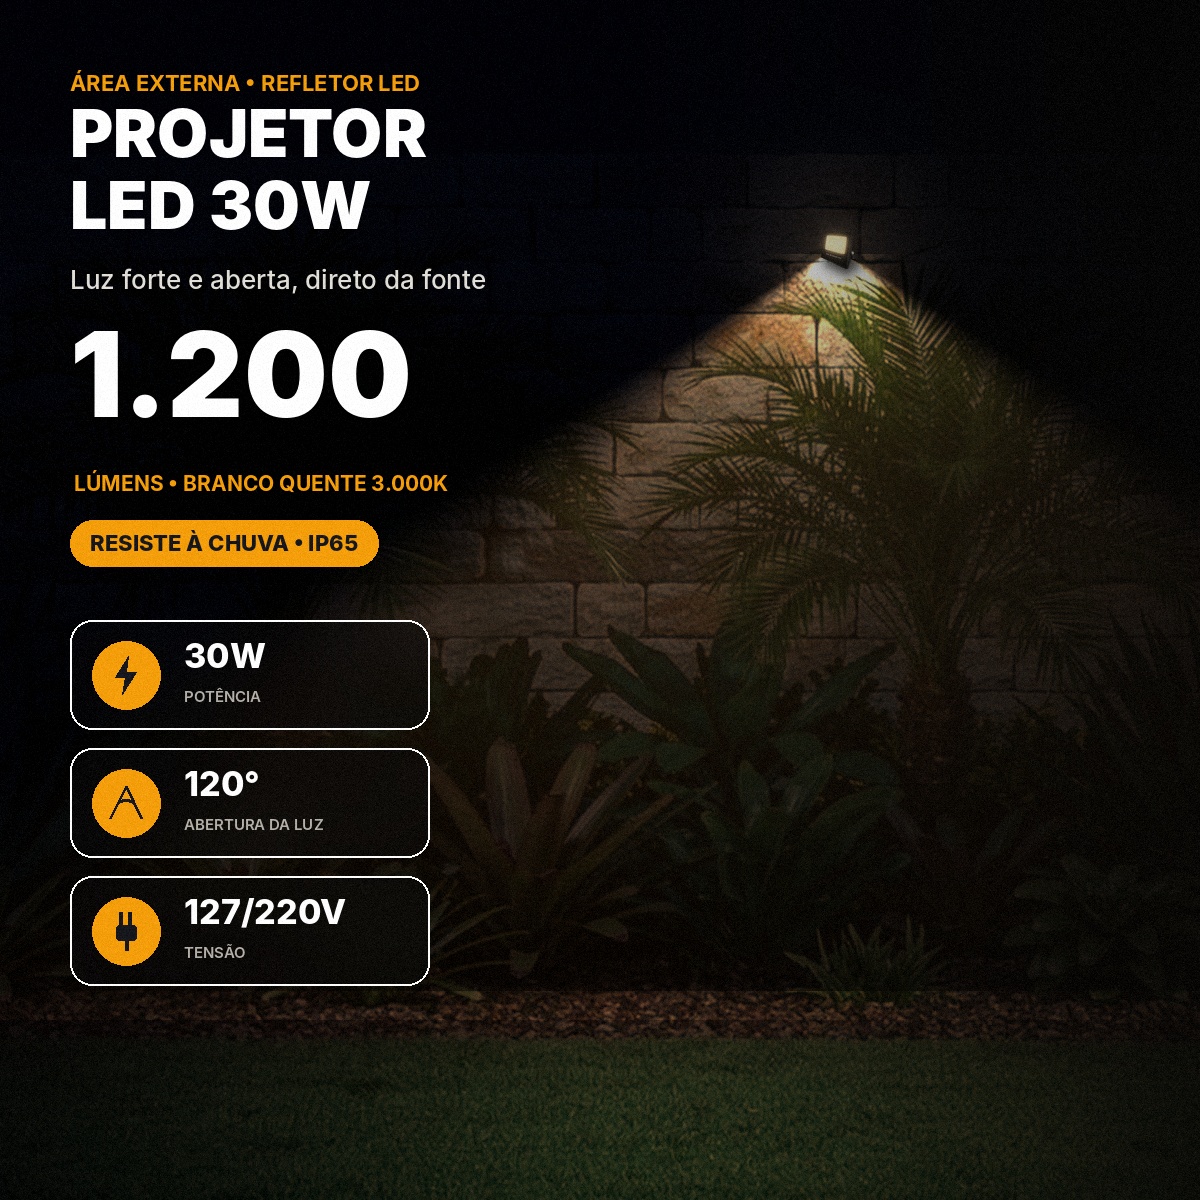 ÁREA EXTERNA • REFLETOR LED
PROJETOR
LED 30W
Luz forte e aberta, direto da fonte
1.200
LÚMENS • BRANCO QUENTE 3.000K
RESISTE À CHUVA • IP65
30W
POTÊNCIA
120°
ABERTURA DA LUZ
127/220V
TENSÃO